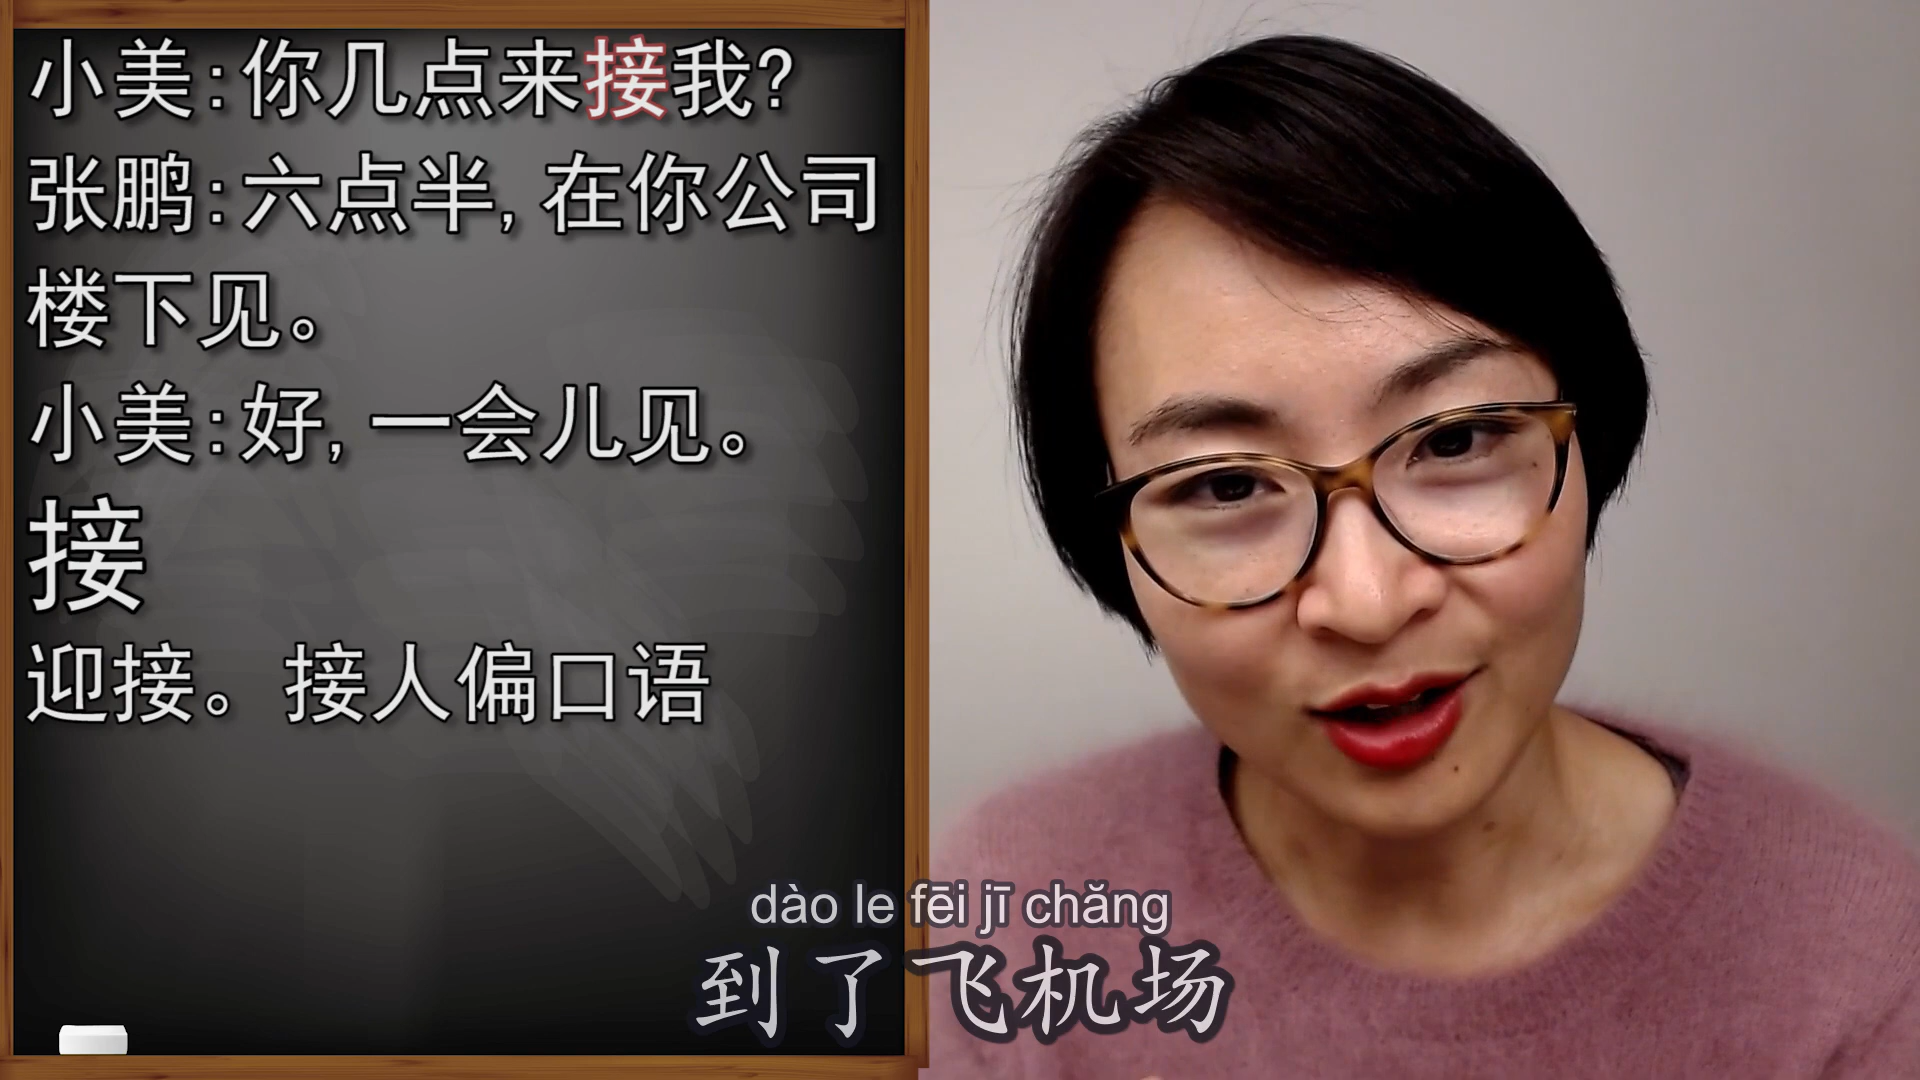 小美:你几点来接我?
张鹏:六点半,在你公司
楼下见。
小美:好,一会儿见。
接
迎接。接人偏口语
dào le fēi jī chǎng
到了飞机场